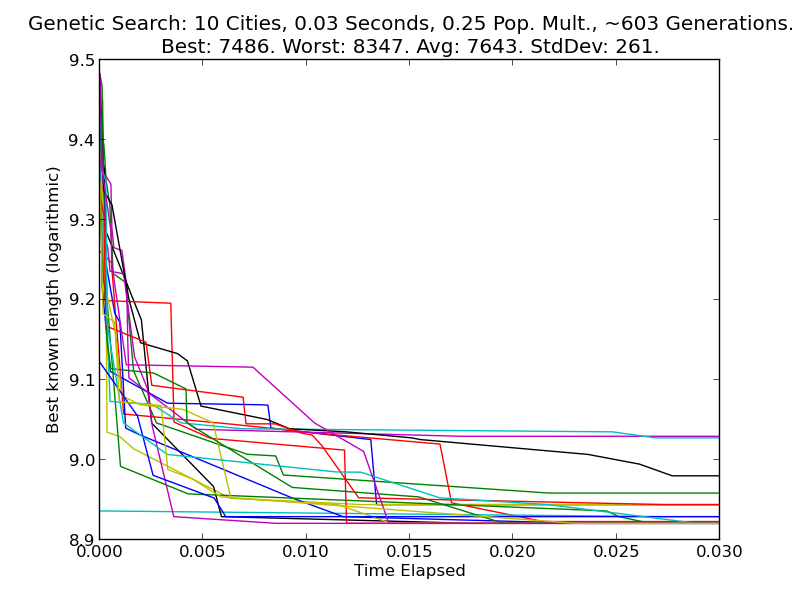 Genetic Search: 10 Cities, 0.03 Seconds, 0.25 Pop. Mult., ~603 Generations.
Best: 7486. Worst: 8347. Avg: 7643. StdDev: 261.
9.5
9.4
9.3
9.2
9.1
9.0
8.9
Best known length (logarithmic)
0.000 0.005 0.010 0.015 0.020 0.025 0.030
Time Elapsed